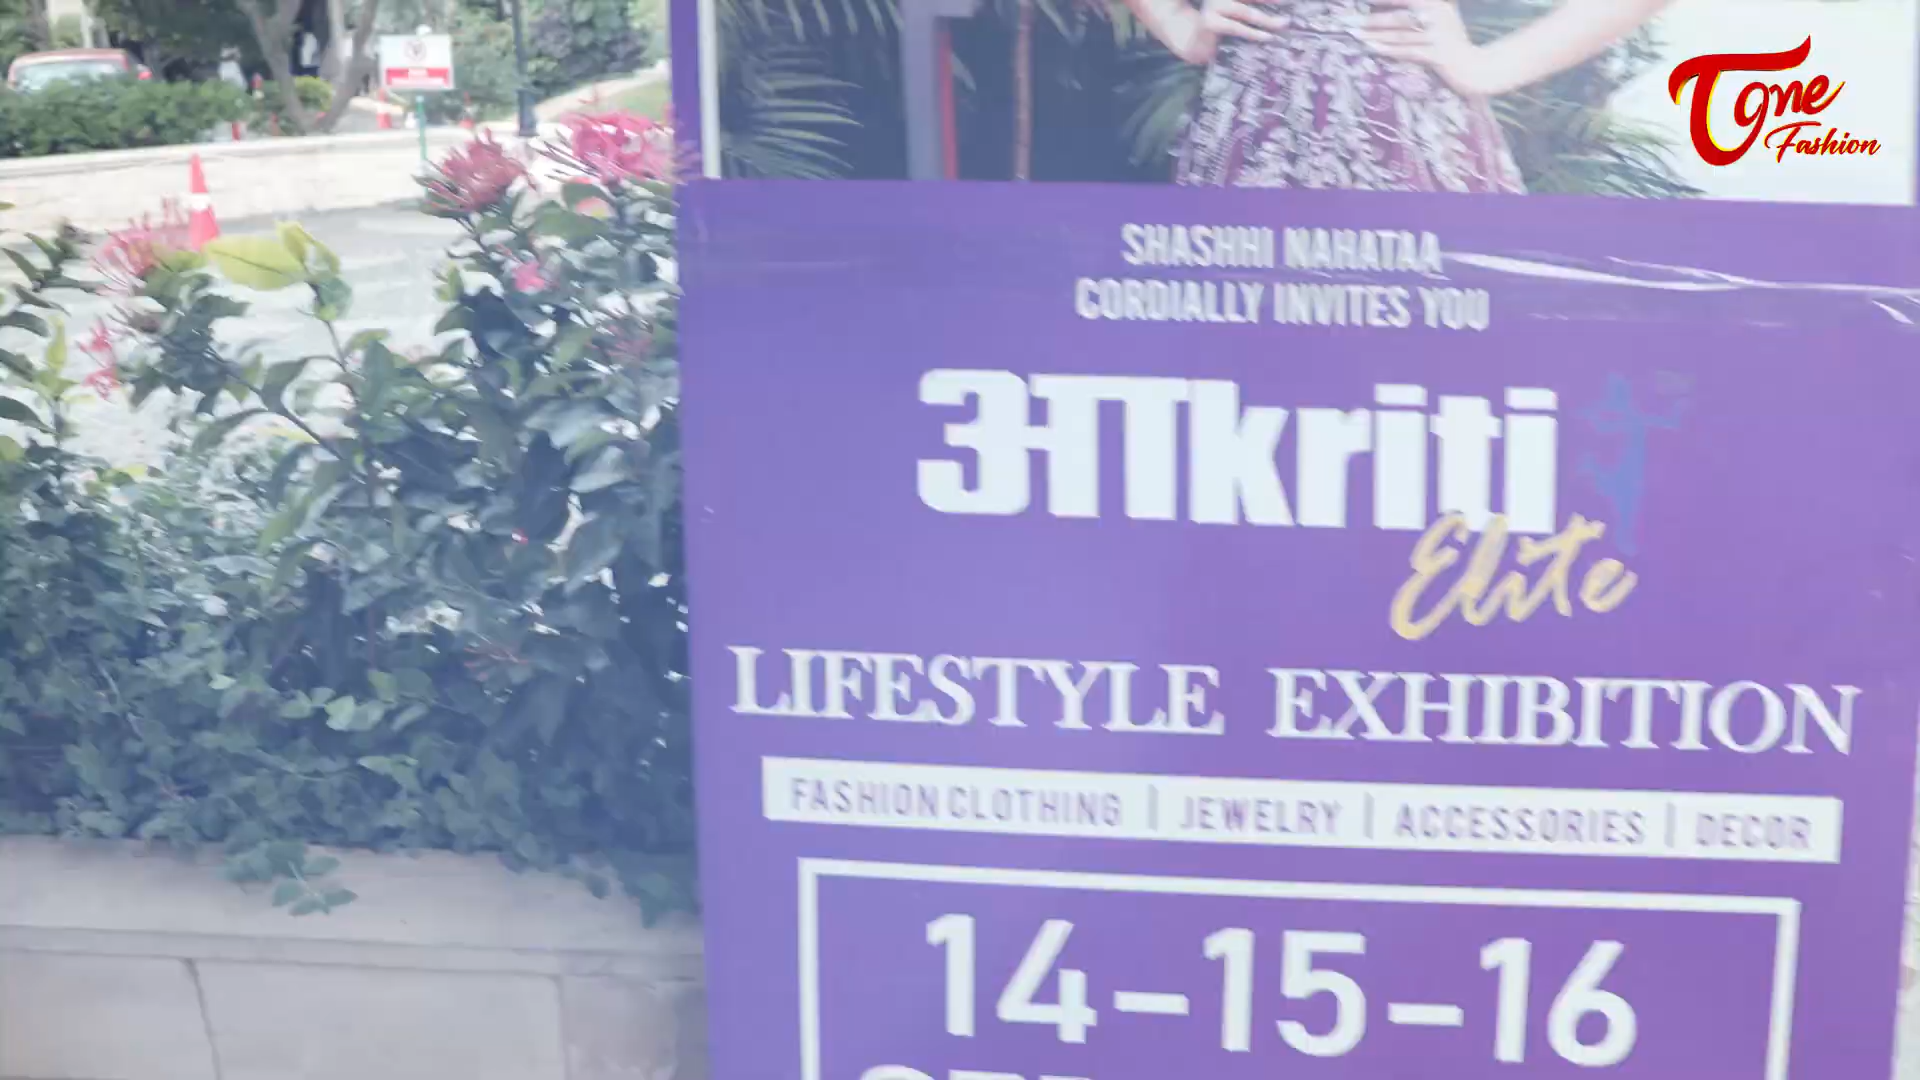 Tone
Fashion
SHASHHI NAHATAA
CORDIALLY INVITES YOU
आkriti
Elite
LIFESTYLE EXHIBITION
FASHION CLOTHING | JEWELRY | ACCESSORIES | DECOR
14-15-16